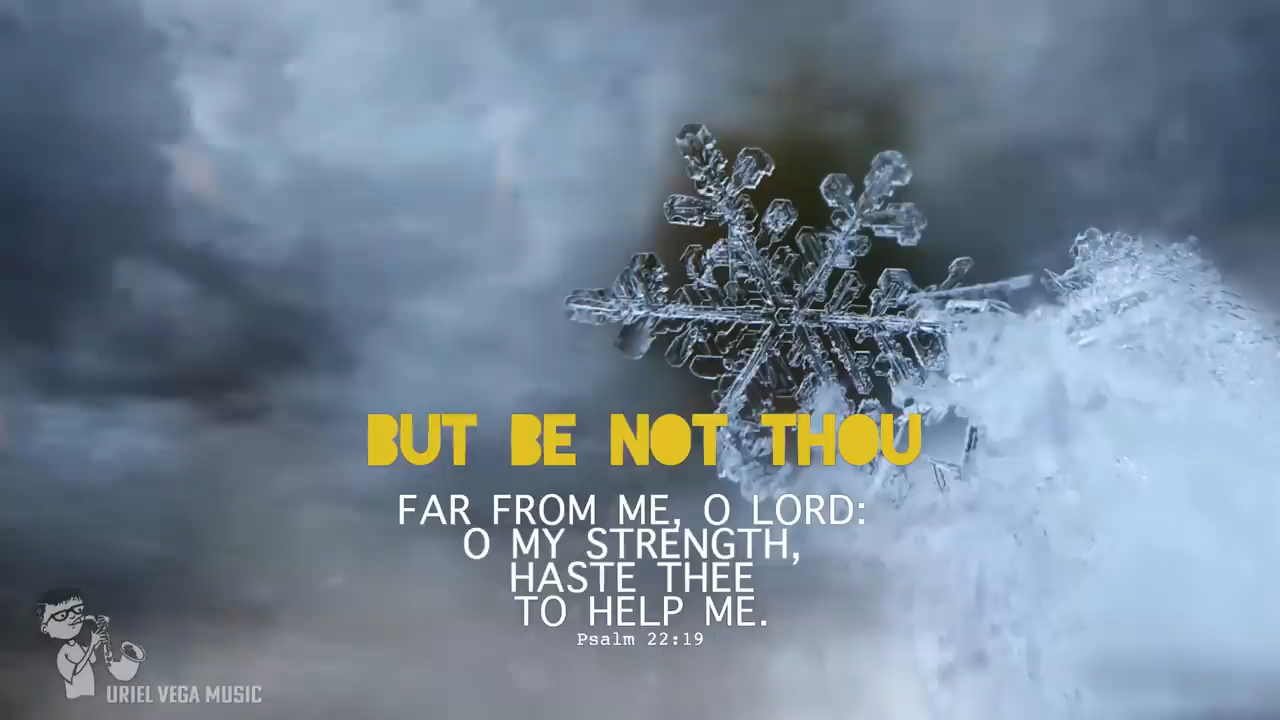 BUT BE NOT THOU
FAR FROM ME, O LORD:
O MY STRENGTH,
HASTE THEE
TO HELP ME.
Psalm 22:19
URIEL VEGA MUSIC